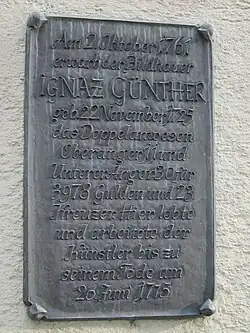 Am 2. Oktober 1761
erwarb der Bildhauer
IGNAZ GÜNTHER
geb. 22. November 1725
das Doppelanwesen
Oberanger 11 und
Unterer Anger 30 für
3978 Gulden und 23
Kreuzer. Hier lebte
und arbeitete der
Künstler bis zu
seinem Tode am
26. Juni 1775